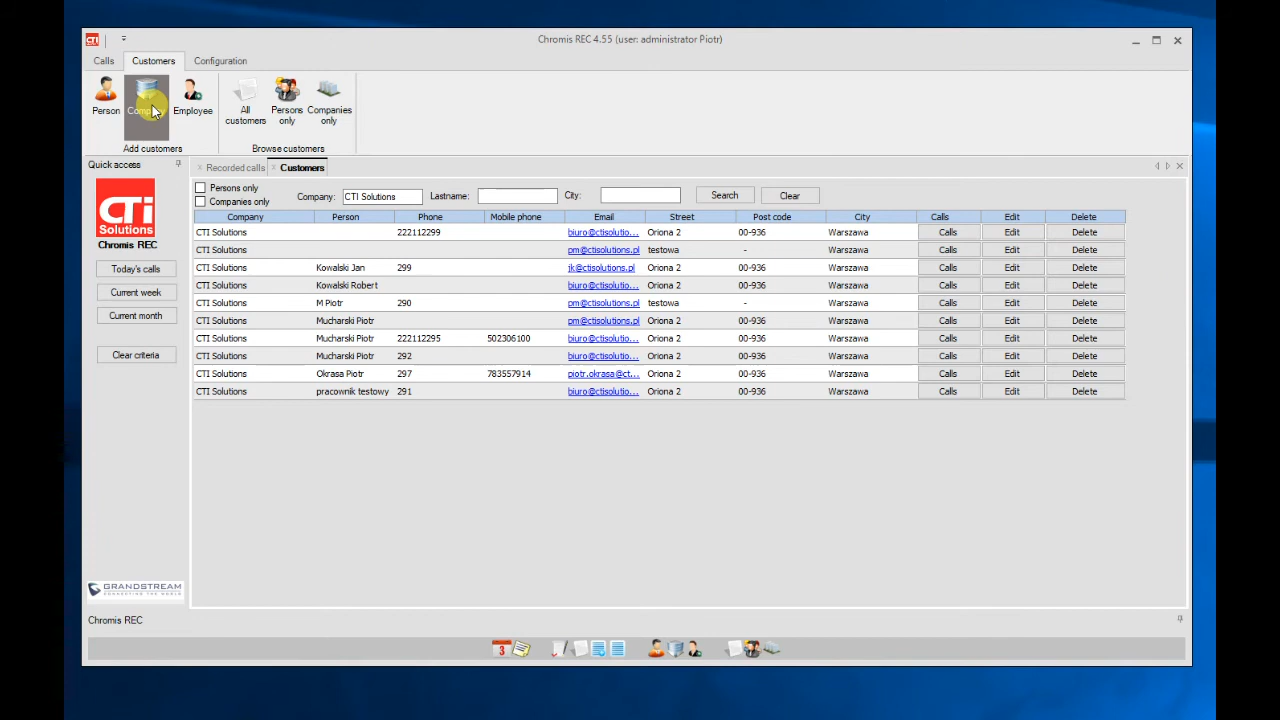 CTi
Chromis REC 4.55 (user: administrator Piotr)
Calls Customers Configuration
Person Company Employee All customers Persons only Companies only
Add customers Browse customers
Quick access
Recorded calls Customers
CTi
Solutions
Chromis REC
Today's calls
Current week
Current month
Clear criteria
GRANDSTREAM
CONNECTING THE WORLD
Persons only
Companies only
Company: CTI Solutions Lastname: City: Search Clear
Company Person Phone Mobile phone Email Street Post code City Calls Edit Delete
CTI Solutions 222112299 biuro@ctisolutio... Oriona 2 00-936 Warszawa Calls Edit Delete
CTI Solutions pm@ctisolutions.pl testowa - Warszawa Calls Edit Delete
CTI Solutions Kowalski Jan 299 jk@ctisolutions.pl Oriona 2 00-936 Warszawa Calls Edit Delete
CTI Solutions Kowalski Robert biuro@ctisolutio... Oriona 2 00-936 Warszawa Calls Edit Delete
CTI Solutions M Piotr 290 pm@ctisolutions.pl testowa - Warszawa Calls Edit Delete
CTI Solutions Mucharski Piotr pm@ctisolutions.pl Oriona 2 00-936 Warszawa Calls Edit Delete
CTI Solutions Mucharski Piotr 222112295 502306100 biuro@ctisolutio... Oriona 2 00-936 Warszawa Calls Edit Delete
CTI Solutions Mucharski Piotr 292 biuro@ctisolutio... Oriona 2 00-936 Warszawa Calls Edit Delete
CTI Solutions Okrasa Piotr 297 783557914 piotr.okrasa@ct... Oriona 2 00-936 Warszawa Calls Edit Delete
CTI Solutions pracownik testowy 291 biuro@ctisolutio... Oriona 2 00-936 Warszawa Calls Edit Delete
Chromis REC
3